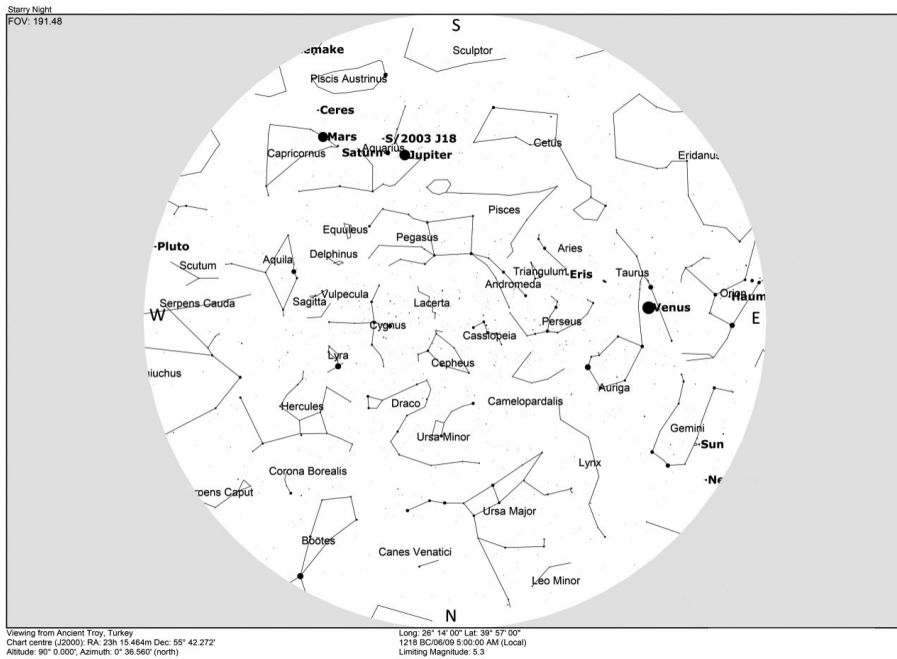 Starry Night
FOV: 191.48
S
emake
Sculptor
Piscis Austrinus
Ceres
S/2003 J18
Mars
Cetus
Aquarius
Saturn
Jupiter
Capricornus
Eridanus
Pisces
Equuleus
Pegasus
Pluto
Aries
Delphinus
Aquila
Scutum
Triangulum
Eris
Taurus
Andromeda
Vulpecula
Orion
Haum
Serpens Cauda
Sagitta
Lacerta
Venus
W
E
Cygnus
Perseus
Cassiopeia
Lyra
Cepheus
iuchus
Auriga
Hercules
Draco
Camelopardalis
Gemini
Ursa Minor
Sun
Lynx
Corona Borealis
Ne
rpens Caput
Ursa Major
Boötes
Canes Venatici
Leo Minor
N
Viewing from Ancient Troy, Turkey
Chart centre (J2000): RA: 23h 15.464m Dec: 55° 42.272'
Altitude: 90° 0.000', Azimuth: 0° 36.560' (north)
Long: 26° 14' 00" Lat: 39° 57' 00"
1218 BC/06/09 5:00:00 AM (Local)
Limiting Magnitude: 5.3